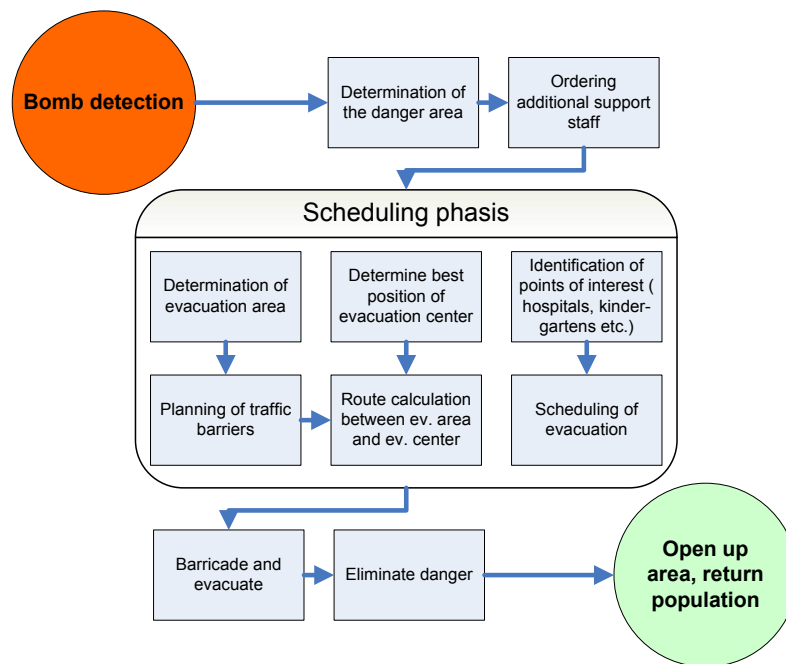 Bomb detection
Determination of
the danger area
Ordering
additional support
staff
Scheduling phasis
Determination of
evacuation area
Determine best
position of
evacuation center
Identification of
points of interest (
hospitals, kinder-
gartens etc.)
Planning of traffic
barriers
Route calculation
between ev. area
and ev. center
Scheduling of
evacuation
Barricade and
evacuate
Eliminate danger
Open up
area, return
population